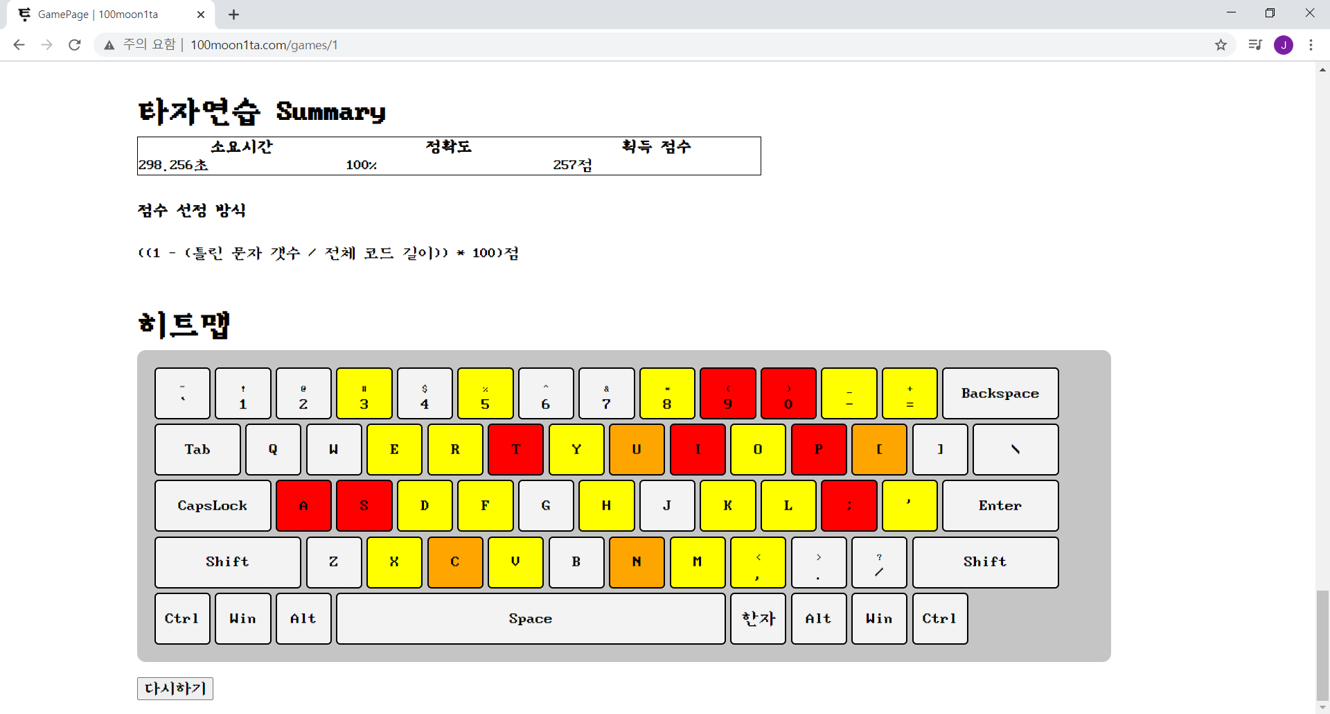 GamePage | 100moon1ta
주의 요함 | 100moon1ta.com/games/1
J
타자연습 Summary
소요시간 정확도 획득 점수
298.256초 100% 257점
점수 선정 방식
((1 - (틀린 문자 갯수 / 전체 코드 길이)) * 100)점
히트맵
~ ! @ # $ % ^ & * ( ) _ +
` 1 2 3 4 5 6 7 8 9 0 - = Backspace
Tab Q W E R T Y U I O P [ ] \
CapsLock A S D F G H J K L ; ' Enter
< > ?
Shift Z X C V B N M , . / Shift
Ctrl Win Alt Space 한자 Alt Win Ctrl
다시하기